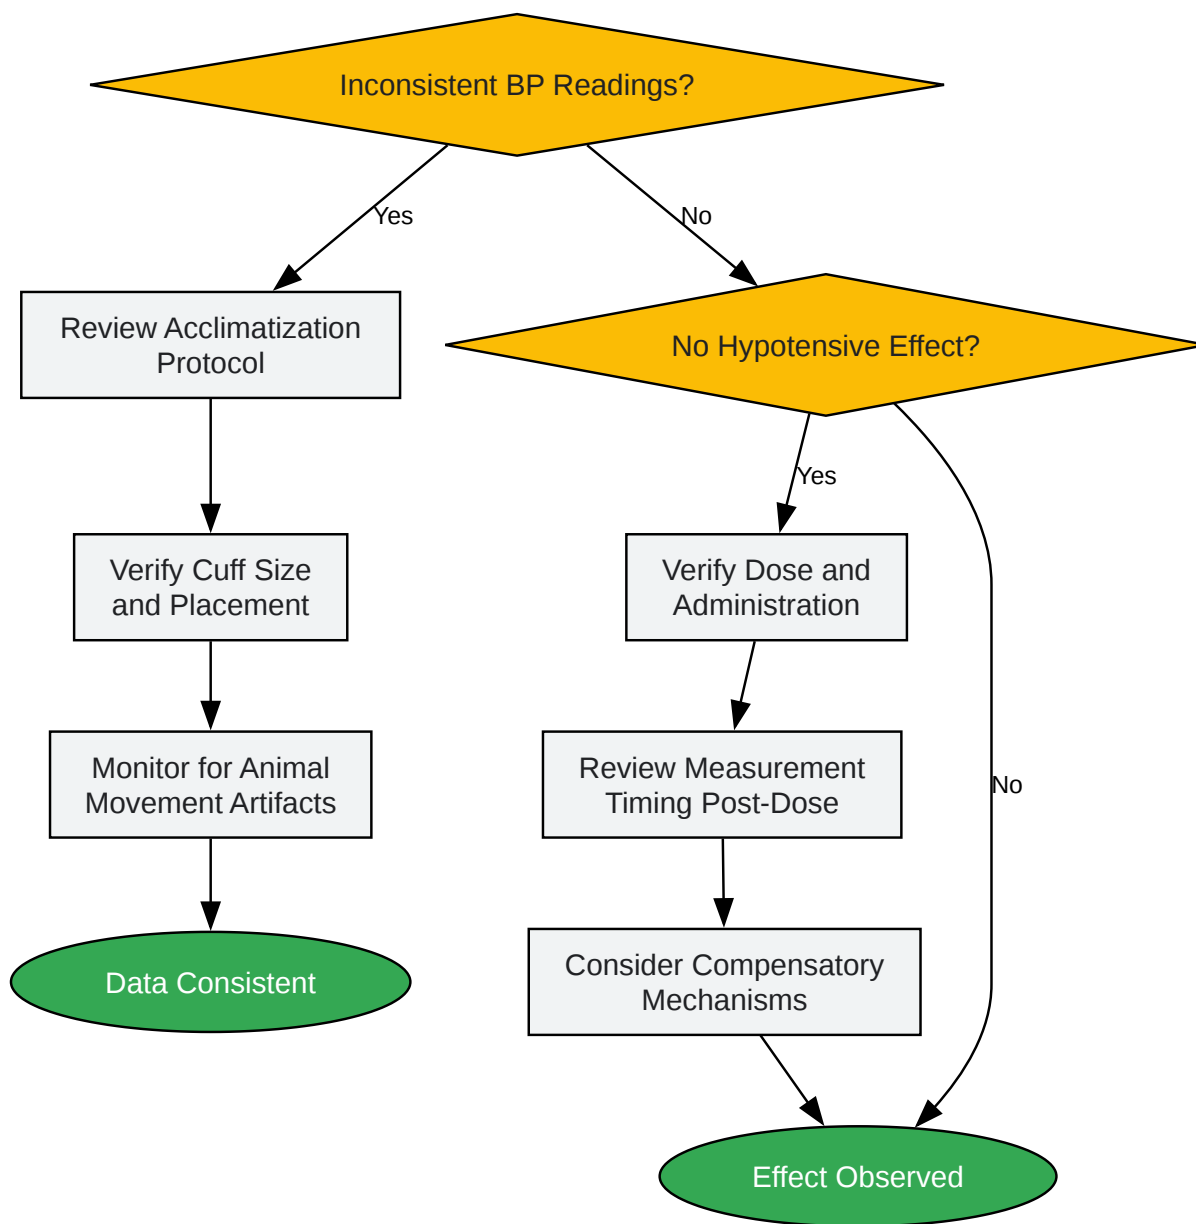 Inconsistent BP Readings?
Yes
No
Review Acclimatization
Protocol
No Hypotensive Effect?
Yes
Verify Cuff Size
and Placement
Verify Dose and
Administration
Monitor for Animal
Movement Artifacts
Review Measurement
Timing Post-Dose
No
Data Consistent
Consider Compensatory
Mechanisms
Effect Observed